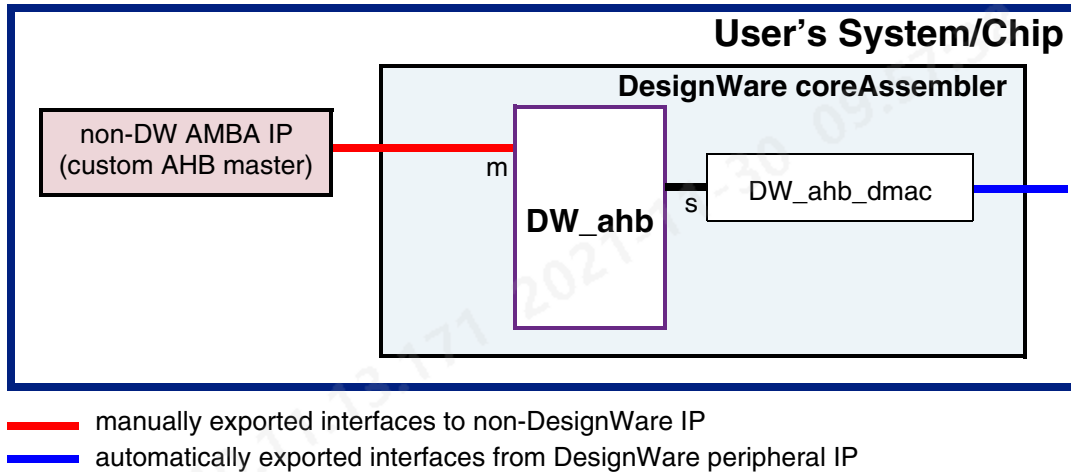 User's System/Chip
DesignWare coreAssembler
non-DW AMBA IP
(custom AHB master)
m
DW_ahb
s
DW_ahb_dmac
manually exported interfaces to non-DesignWare IP
automatically exported interfaces from DesignWare peripheral IP